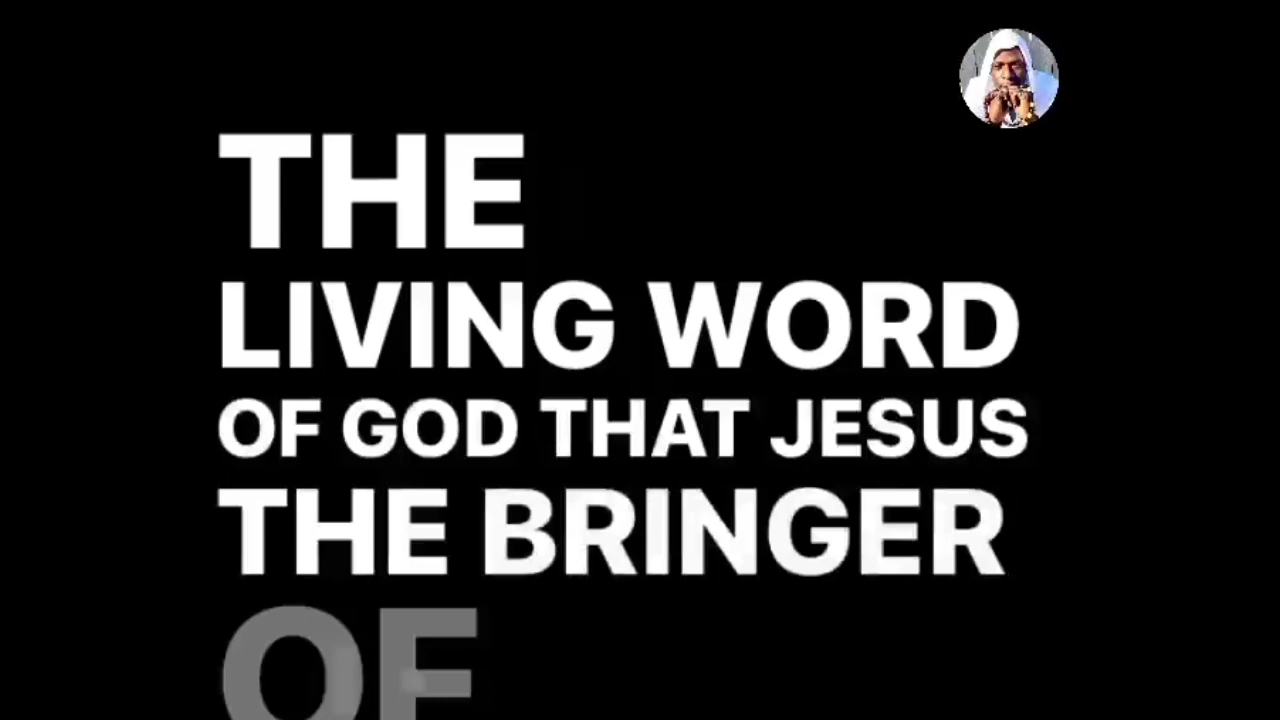 THE
LIVING WORD
OF GOD THAT JESUS
THE BRINGER
OF